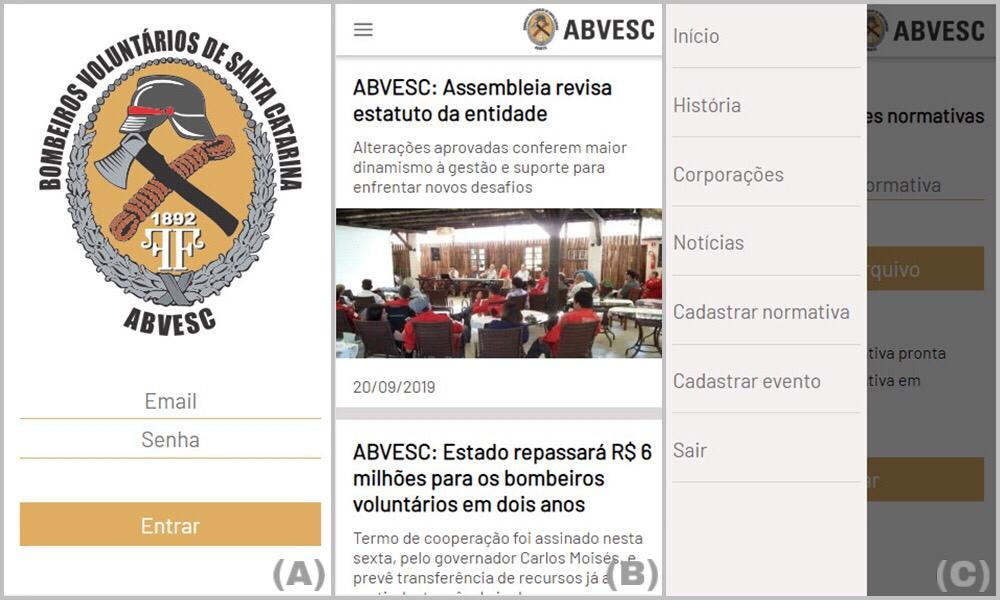 BOMBEIROS VOLUNTÁRIOS DE SANTA CATARINA
1892
ABVESC
Email
Senha
Entrar
(A)
ABVESC
ABVESC: Assembleia revisa
estatuto da entidade
Alterações aprovadas conferem maior
dinamismo à gestão e suporte para
enfrentar novos desafios
20/09/2019
ABVESC: Estado repassará R$ 6
milhões para os bombeiros
voluntários em dois anos
Termo de cooperação foi assinado nesta
sexta, pelo governador Carlos Moisés, e
prevê transferência de recursos já a
(B)
Início
História
Corporações
Notícias
Cadastrar normativa
Cadastrar evento
Sair
ABVESC
es normativas
ormativa
rquivo
tiva pronta
tiva em
ar
(C)